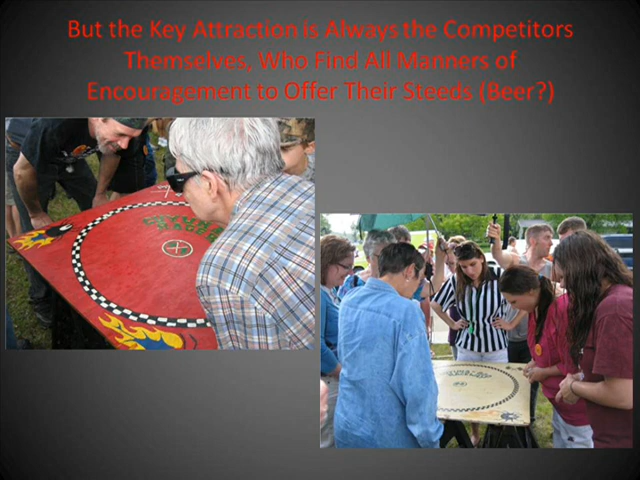 But the Key Attraction is Always the Competitors
Themselves, Who Find All Manners of
Encouragement to Offer Their Steeds (Beer?)